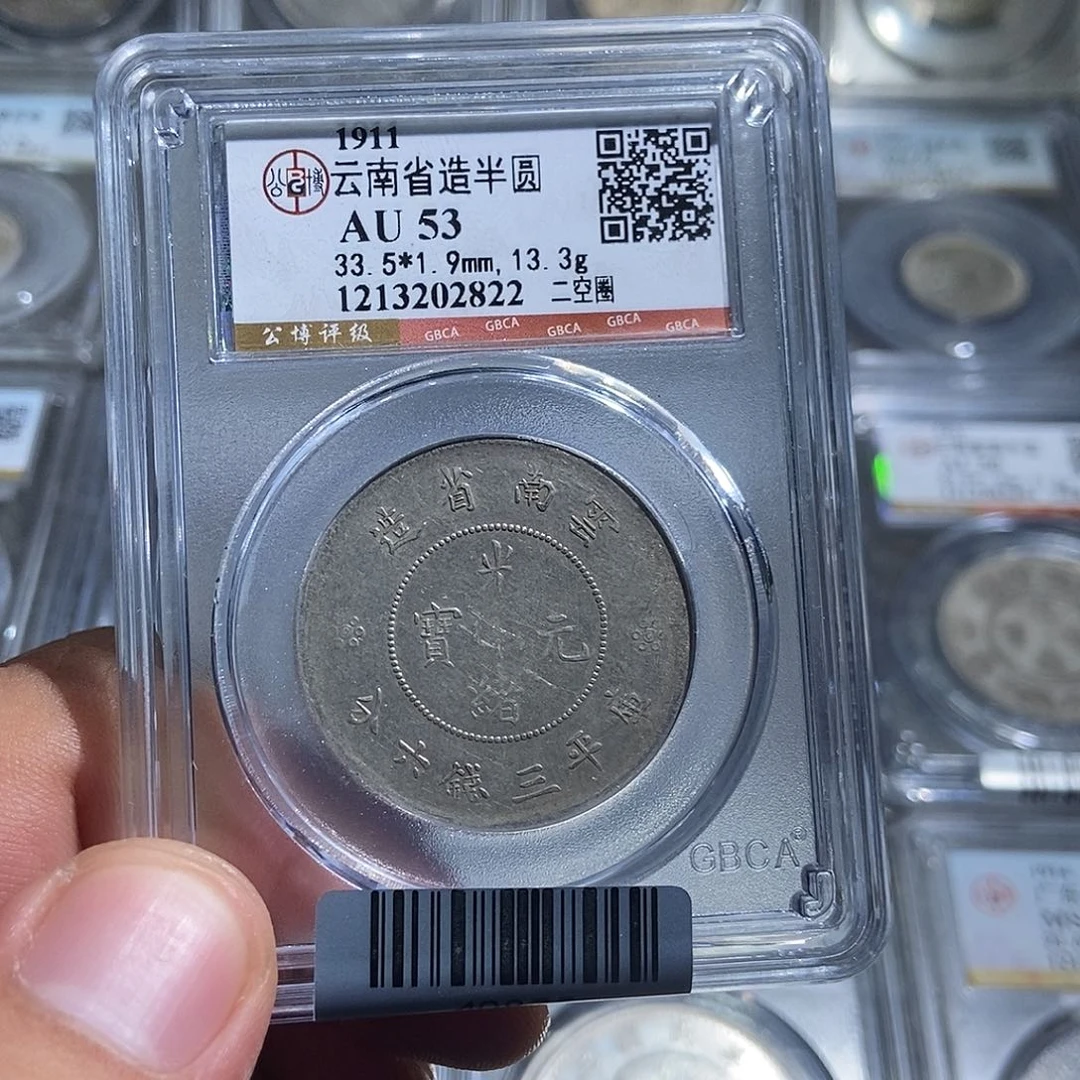 1911
公博
云南省造半圆
AU 53
33.5*1.9mm,13.3g
1213202822 二空圈
公博评级 GBCA GBCA GBCA GBCA GBCA
造省南雲
光
寶元
緒
分六錢三平庫
GBCA